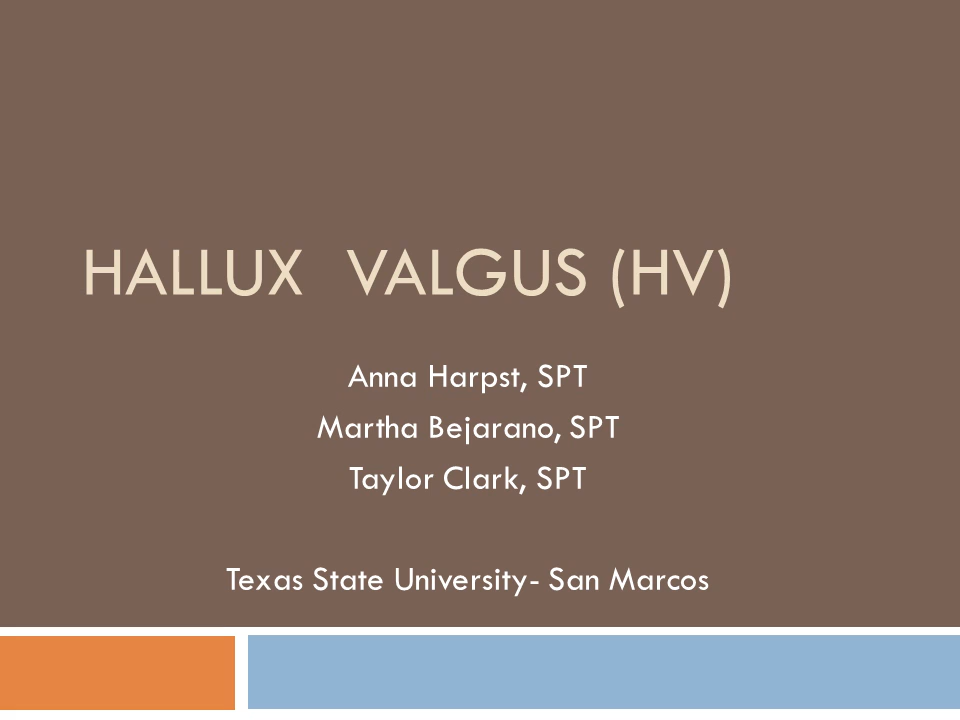 HALLUX VALGUS (HV)
Anna Harpst, SPT
Martha Bejarano, SPT
Taylor Clark, SPT
Texas State University- San Marcos